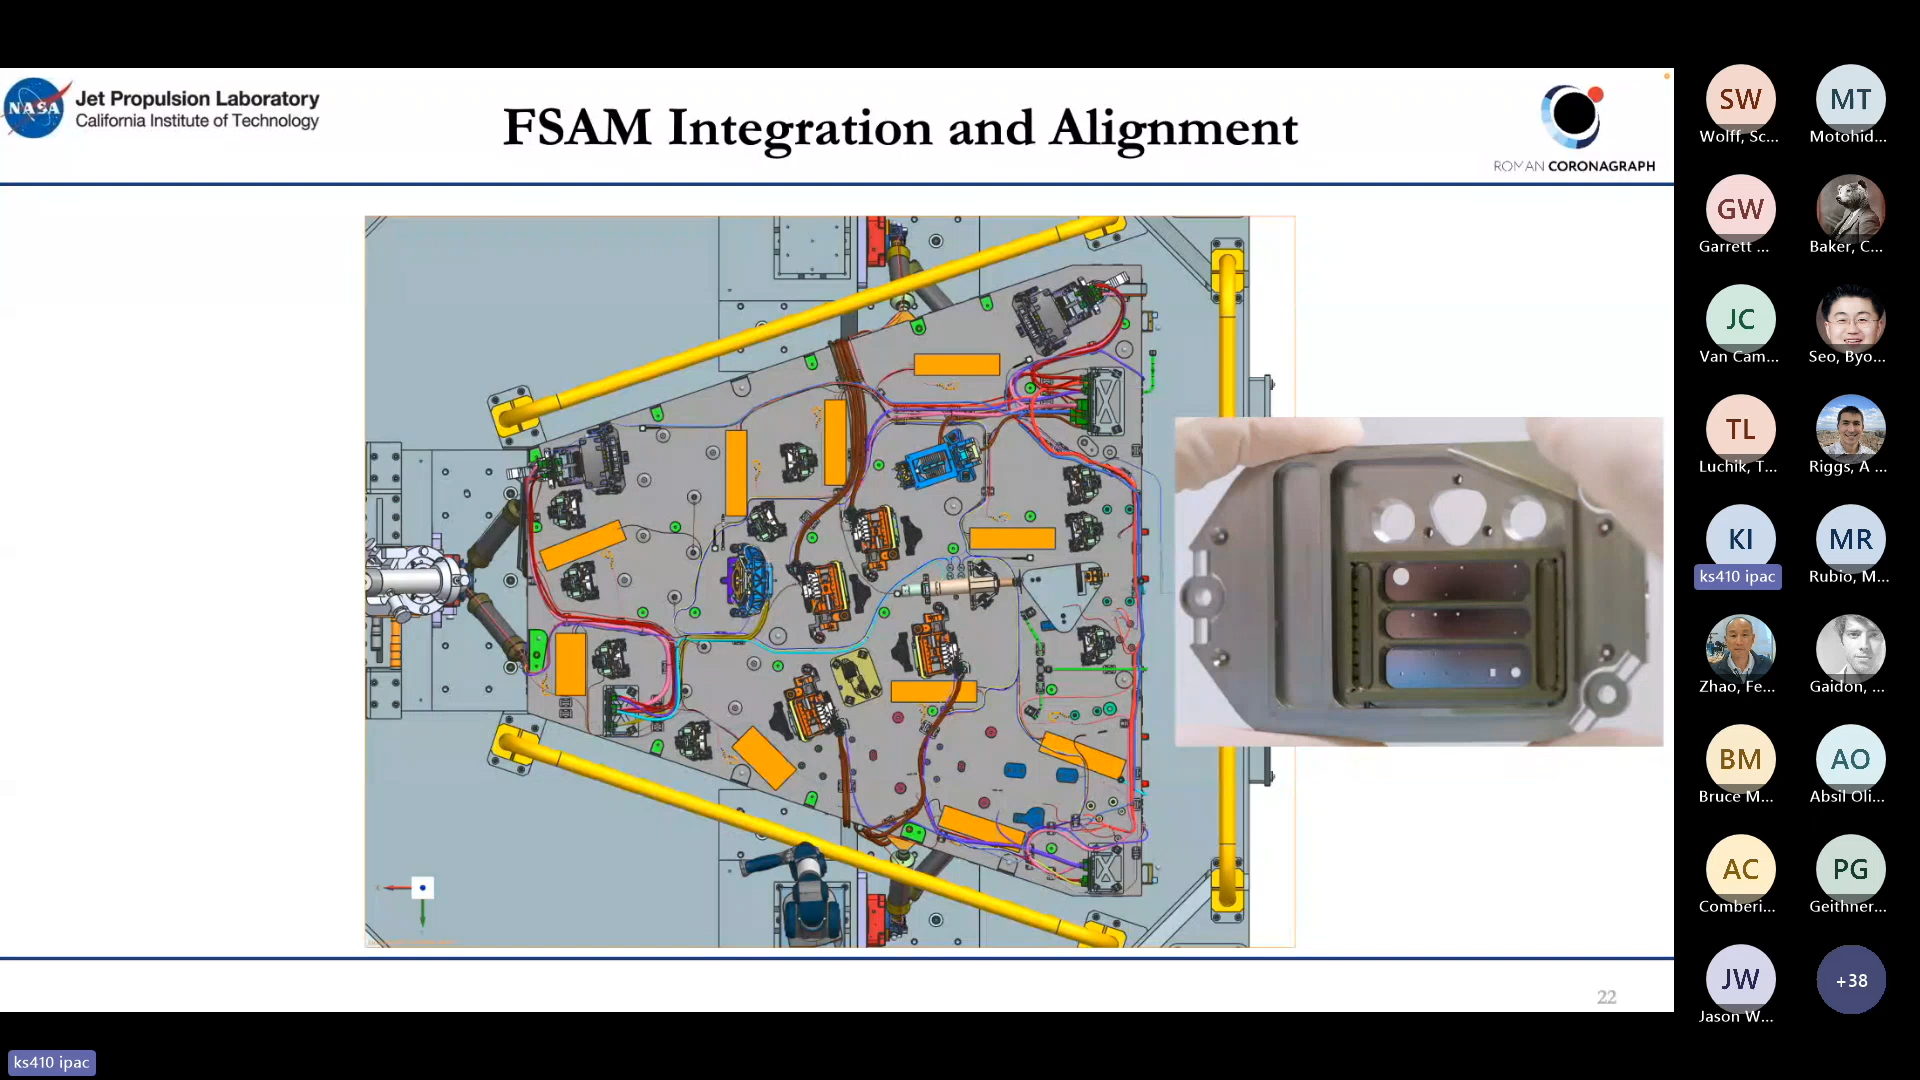 NASA
Jet Propulsion Laboratory
California Institute of Technology
FSAM Integration and Alignment
ROMAN CORONAGRAPH
22
SW
Wolff, Sc...
MT
Motohid...
GW
Garrett ...
Baker, C...
JC
Van Cam...
Seo, Byo...
TL
Luchik, T...
Riggs, A ...
KI
ks410 ipac
MR
Rubio, M...
Zhao, Fe...
Gaidon, ...
BM
Bruce M...
AO
Absil Oli...
AC
Comberi...
PG
Geithner...
JW
Jason W...
+38
ks410 ipac